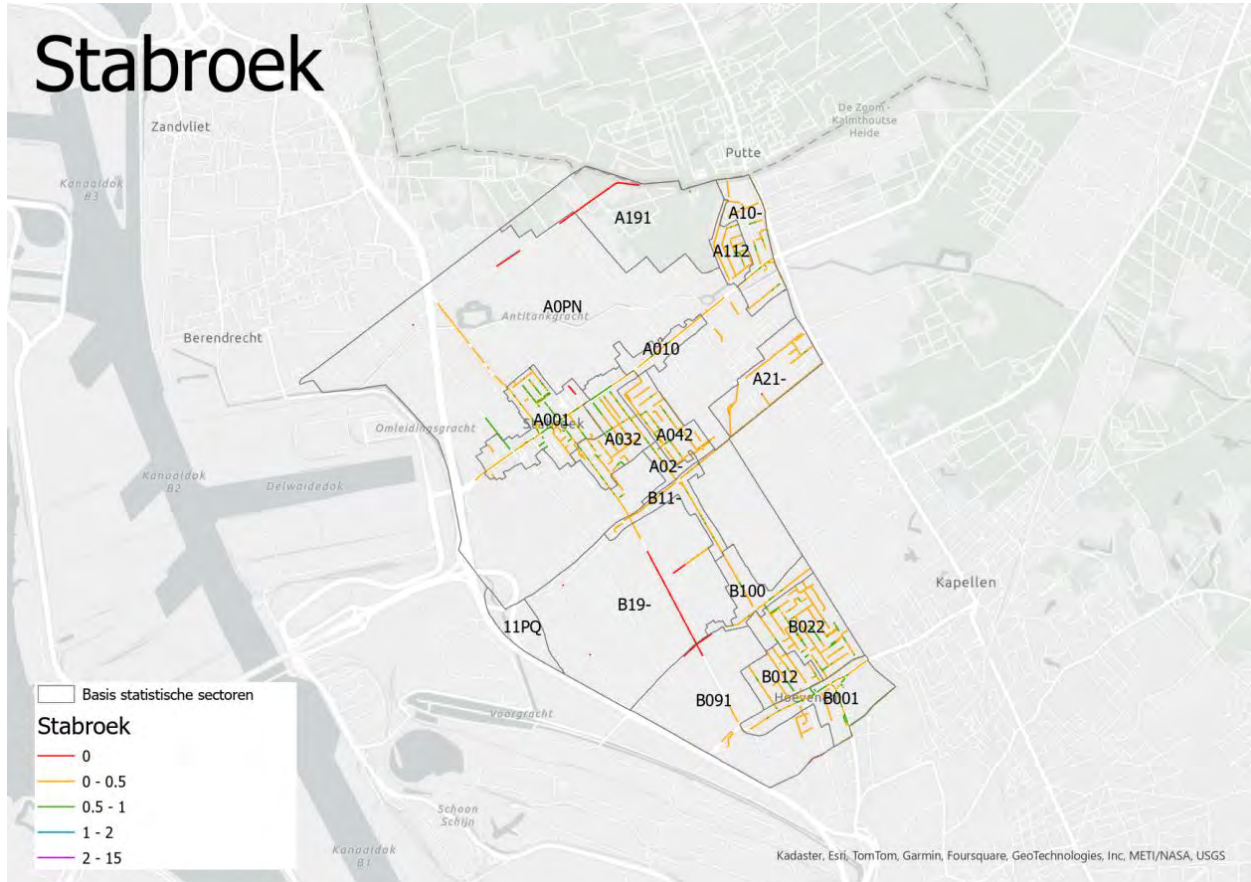 Stabroek
Zandvliet
De Zoom -
Kalmthoutse
Heide
Putte
Kanaaldok
B3
A191
A10-
A112
A0PN
Antitankgracht
Berendrecht
A010
A21-
A001
Omleidingsgracht
A032
A042
A02-
Kanaaldok
B2
Delwaidedok
B11-
B100
Kapellen
B19-
11PQ
B022
B012
B001
B091
Voorgracht
Basis statistische sectoren
Stabroek
0
0 - 0.5
0.5 - 1
1 - 2
2 - 15
Schoon
Schijn
Kanaaldok
B1
Kadaster, Esri, TomTom, Garmin, Foursquare, GeoTechnologies, Inc, METI/NASA, USGS